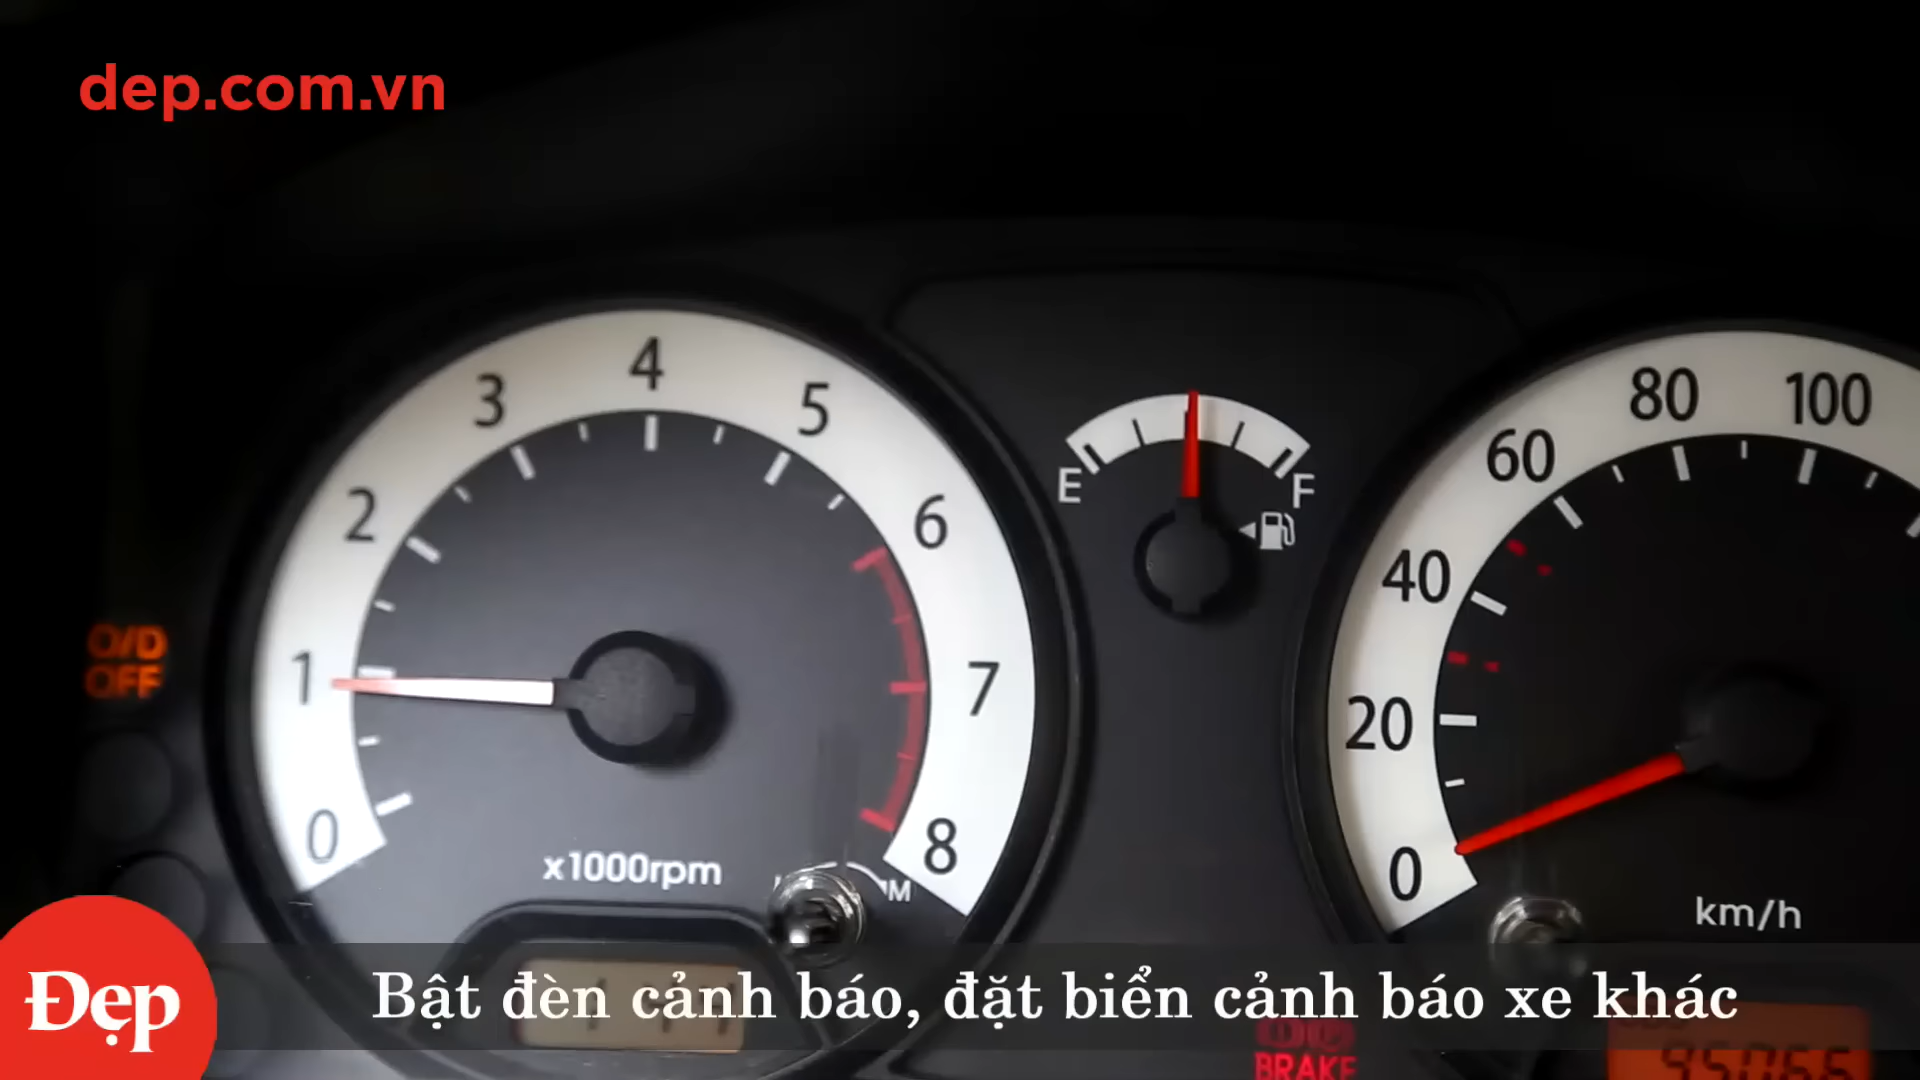 dep.com.vn
0
1
2
3
4
5
6
7
8
x1000rpm
E
F
0
20
40
60
80
100
km/h
O/D
OFF
M
Đẹp
Bật đèn cảnh báo, đặt biển cảnh báo xe khác
BRAKE